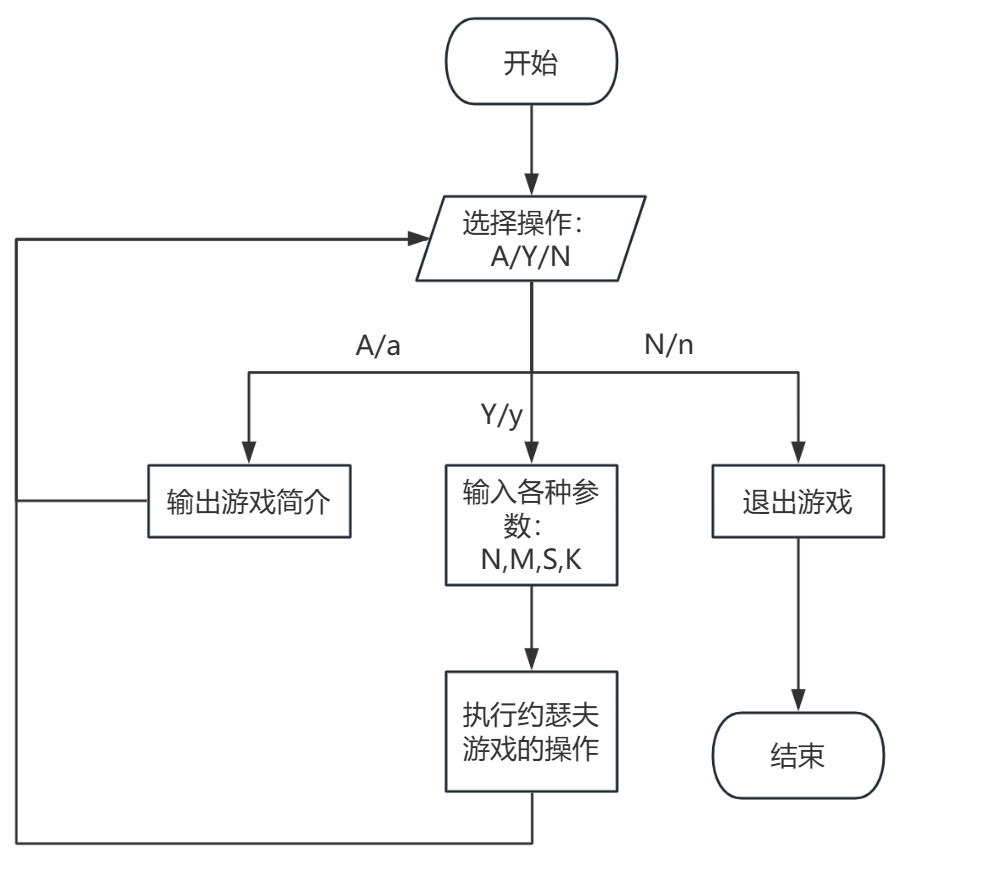 开始
选择操作：
A/Y/N
A/a
N/n
Y/y
输出游戏简介
输入各种参
数：
N,M,S,K
退出游戏
执行约瑟夫
游戏的操作
结束